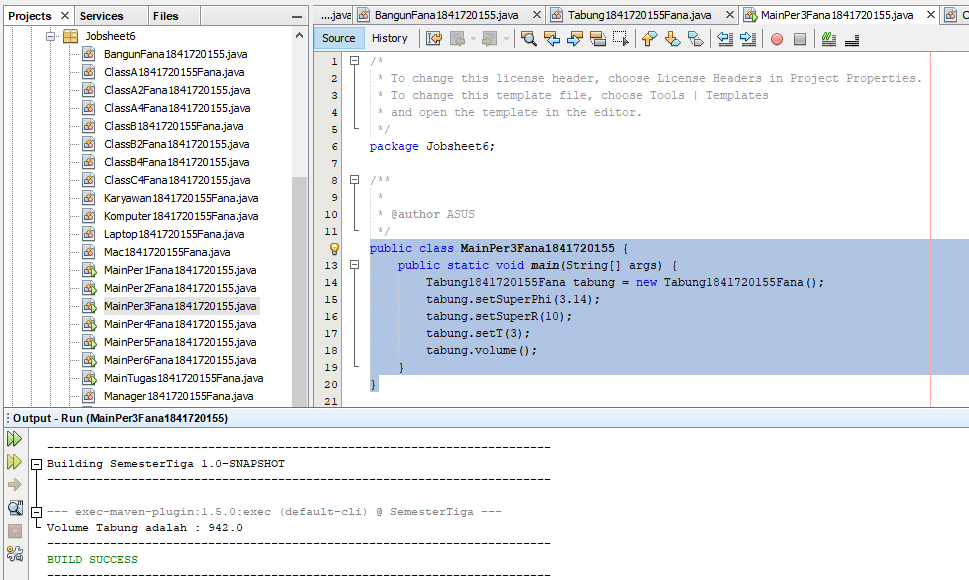 Projects
Services
Files
Jobsheet6
BangunFana1841720155.java
ClassA1841720155Fana.java
ClassA2Fana1841720155.java
ClassA4Fana1841720155.java
ClassB1841720155Fana.java
ClassB2Fana1841720155.java
ClassB4Fana1841720155.java
ClassC4Fana1841720155.java
Karyawan1841720155Fana.java
Komputer1841720155Fana.java
Laptop1841720155Fana.java
Mac1841720155Fana.java
MainPer1Fana1841720155.java
MainPer2Fana1841720155.java
MainPer3Fana1841720155.java
MainPer4Fana1841720155.java
MainPer5Fana1841720155.java
MainPer6Fana1841720155.java
MainTugas1841720155Fana.java
Manager1841720155Fana.java
....java BangunFana1841720155.java Tabung1841720155Fana.java MainPer3Fana1841720155.java
Source History
1 /*
2 * To change this license header, choose License Headers in Project Properties.
3 * To change this template file, choose Tools | Templates
4 * and open the template in the editor.
5 */
6 package Jobsheet6;
7
8 /**
9 *
10 * @author ASUS
11 */
public class MainPer3Fana1841720155 {
13 public static void main(String[] args) {
14 Tabung1841720155Fana tabung = new Tabung1841720155Fana();
15 tabung.setSuperPhi(3.14);
16 tabung.setSuperR(10);
17 tabung.setT(3);
18 tabung.volume();
19 }
20 }
21
Output - Run (MainPer3Fana1841720155)
------------------------------------------------------------------------
Building SemesterTiga 1.0-SNAPSHOT
------------------------------------------------------------------------
--- exec-maven-plugin:1.5.0:exec (default-cli) @ SemesterTiga ---
Volume Tabung adalah : 942.0
------------------------------------------------------------------------
BUILD SUCCESS
------------------------------------------------------------------------